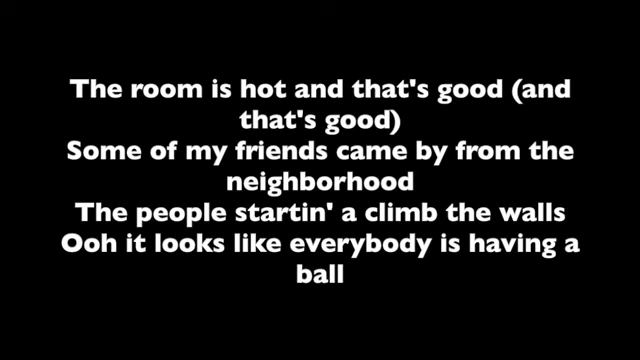 The room is hot and that's good (and
that's good)
Some of my friends came by from the
neighborhood
The people startin' a climb the walls
Ooh it looks like everybody is having a
ball